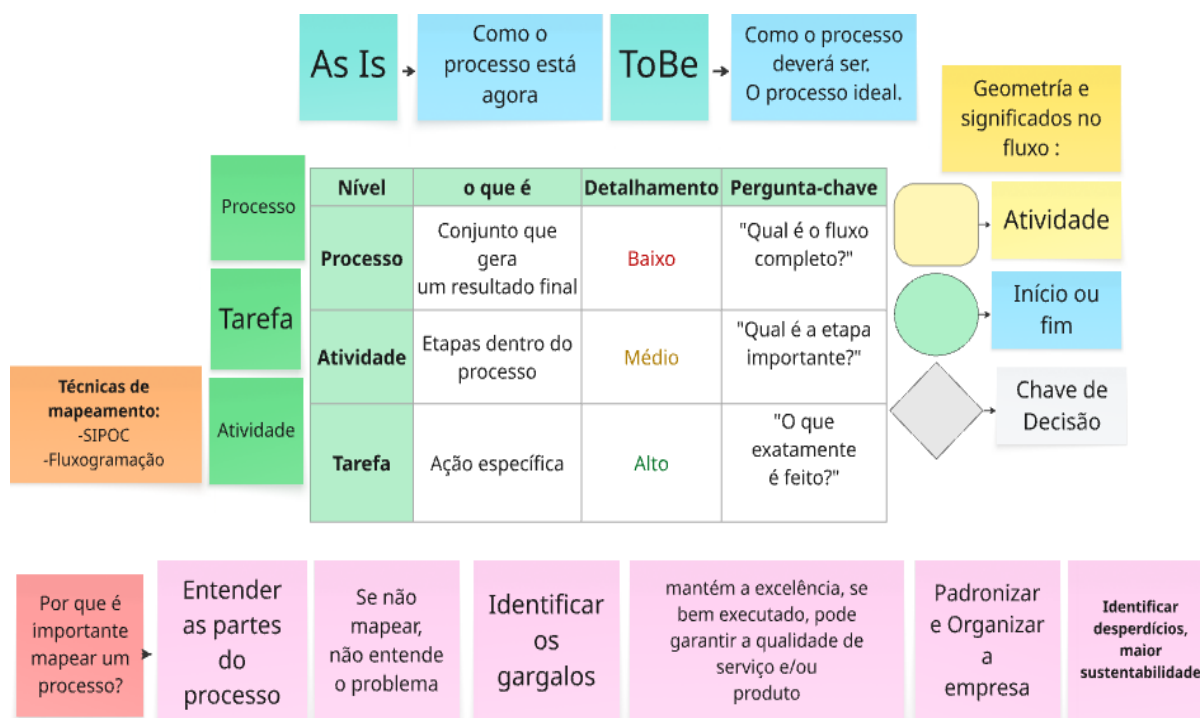 As Is
Como o
processo está
agora
ToBe
Como o processo
deverá ser.
O processo ideal.
Geometría e
significados no
fluxo :
Processo
Tarefa
Atividade
Técnicas de
mapeamento:
-SIPOC
-Fluxogramação
Nível
o que é
Detalhamento
Pergunta-chave
Processo
Conjunto que
gera
um resultado final
Baixo
"Qual é o fluxo
completo?"
Atividade
Etapas dentro do
processo
Médio
"Qual é a etapa
importante?"
Tarefa
Ação específica
Alto
"O que
exatamente
é feito?"
Atividade
Início ou
fim
Chave de
Decisão
Por que é
importante
mapear um
processo?
Entender
as partes
do
processo
Se não
mapear,
não entende
o problema
Identificar
os
gargalos
mantém a excelência, se
bem executado, pode
garantir a qualidade de
serviço e/ou
produto
Padronizar
e Organizar
a
empresa
Identificar
desperdícios,
maior
sustentabilidade